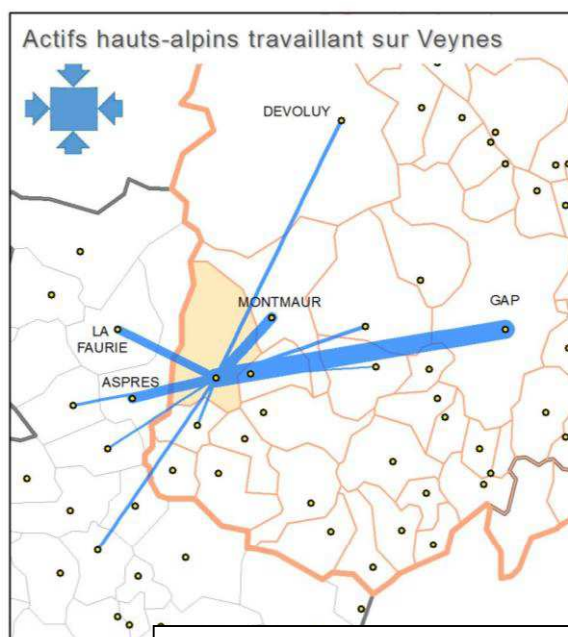 Actifs hauts-alpins travaillant sur Veynes
DEVOLUY
MONTMAUR
GAP
LA
FAURIE
ASPRES